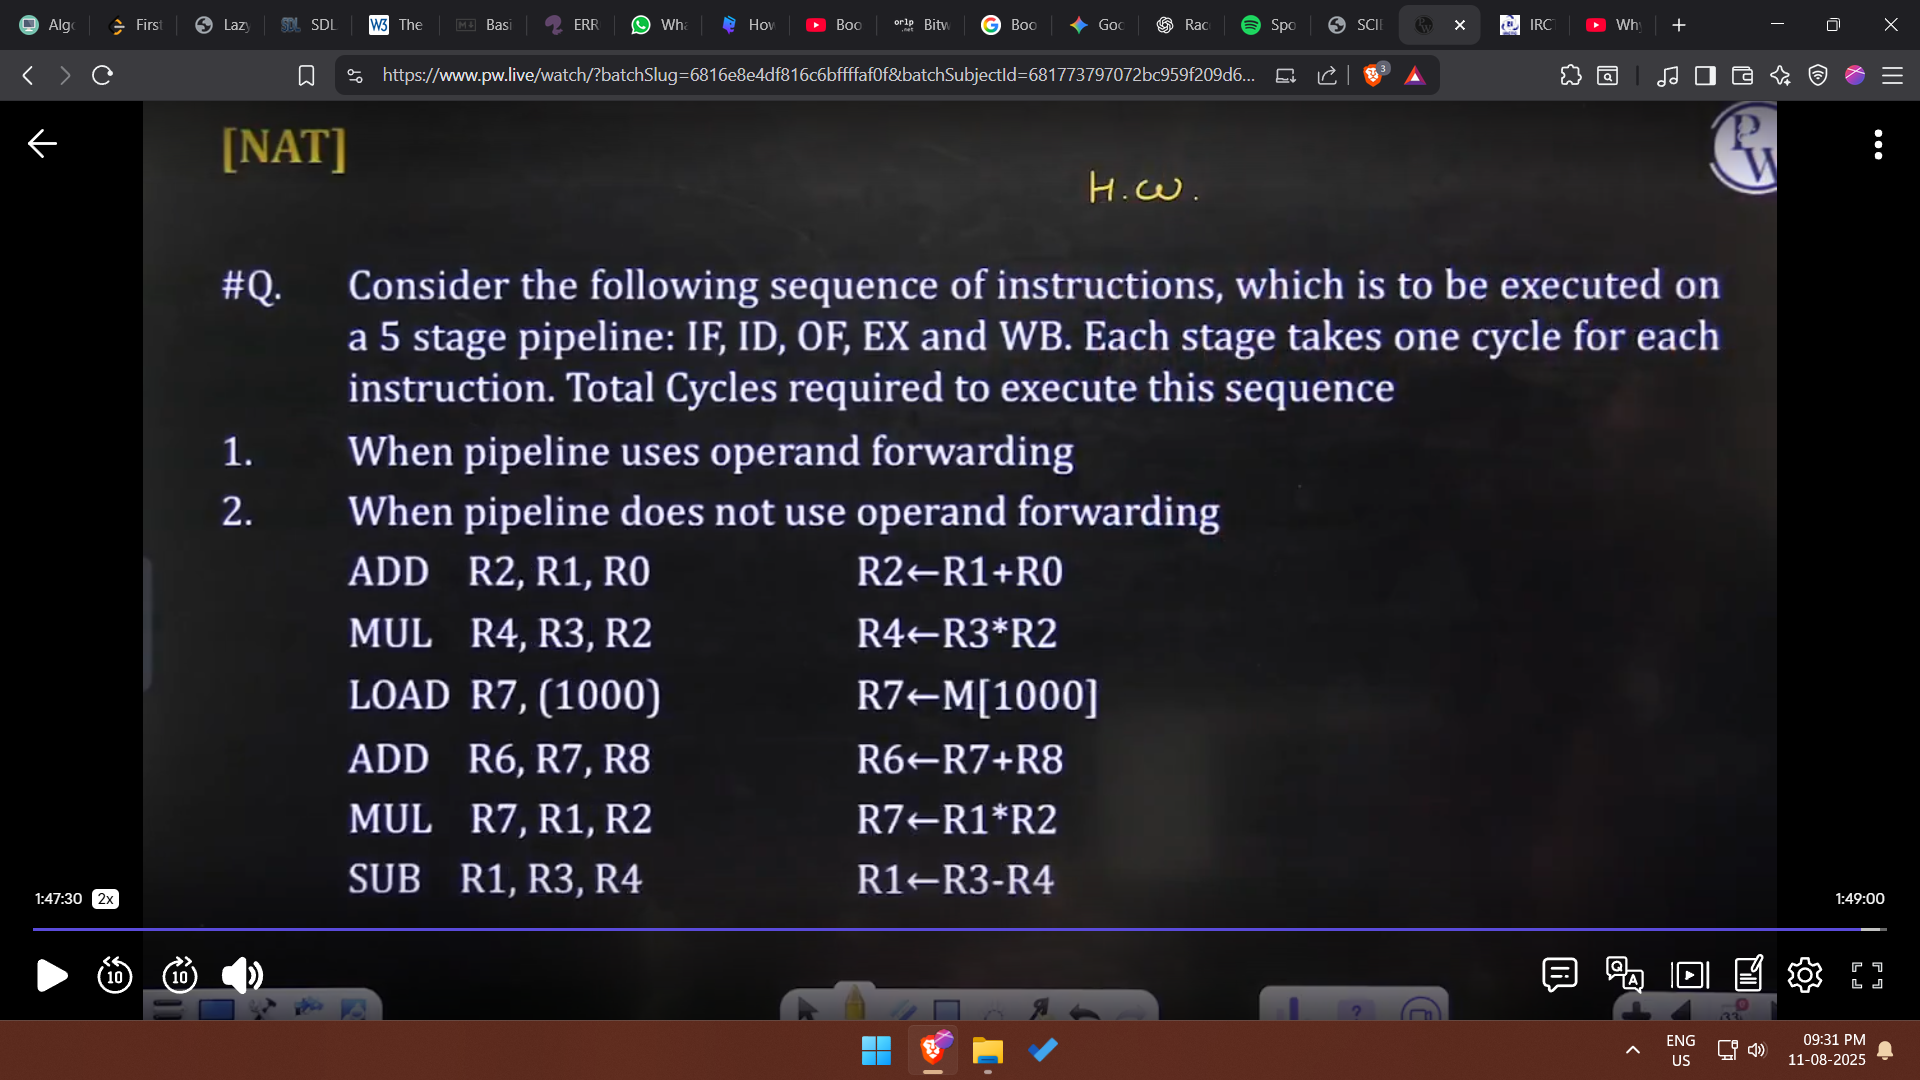 Algo
First
Lazy
SDL
W3 The
Basi
ERR
Wha
How
Boo
Bitw
Boo
Goo
Rac
Spo
SCIE
IRCT
Why
https://www.pw.live/watch/?batchSlug=6816e8e4df816c6bffffaf0f&batchSubjectId=681773797072bc959f209d6...
3
[NAT]
H.W.
PW
#Q. Consider the following sequence of instructions, which is to be executed on
a 5 stage pipeline: IF, ID, OF, EX and WB. Each stage takes one cycle for each
instruction. Total Cycles required to execute this sequence
1. When pipeline uses operand forwarding
2. When pipeline does not use operand forwarding
ADD R2, R1, R0 R2←R1+R0
MUL R4, R3, R2 R4←R3*R2
LOAD R7, (1000) R7←M[1000]
ADD R6, R7, R8 R6←R7+R8
MUL R7, R1, R2 R7←R1*R2
SUB R1, R3, R4 R1←R3-R4
1:47:30 2x 1:49:00
10 10
ENG
US
09:31 PM
11-08-2025